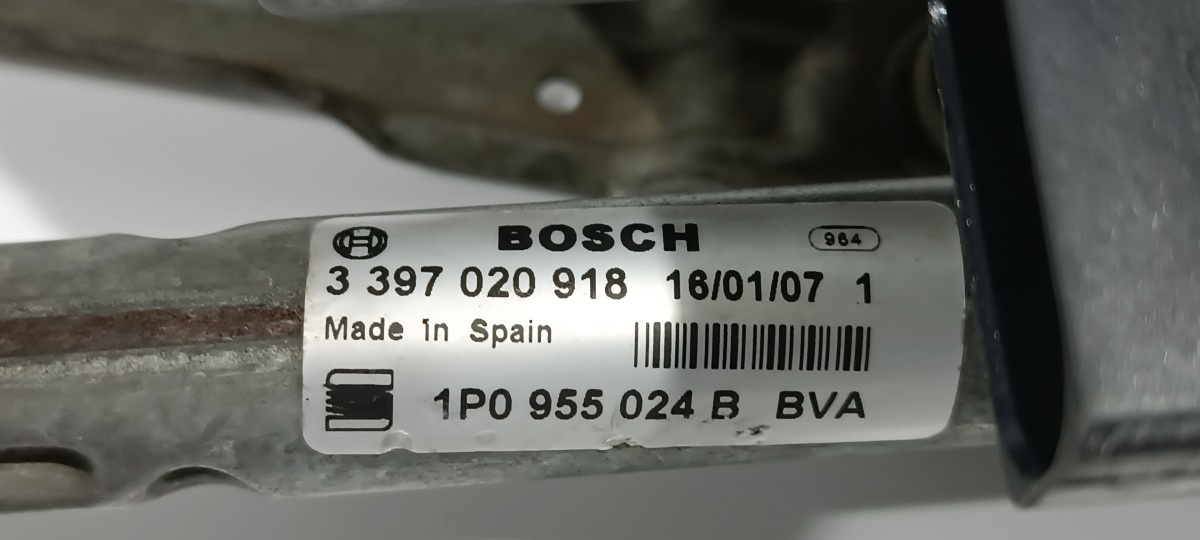 BOSCH 984
3 397 020 918 16/01/07 1
Made in Spain
1P0 955 024 B BVA